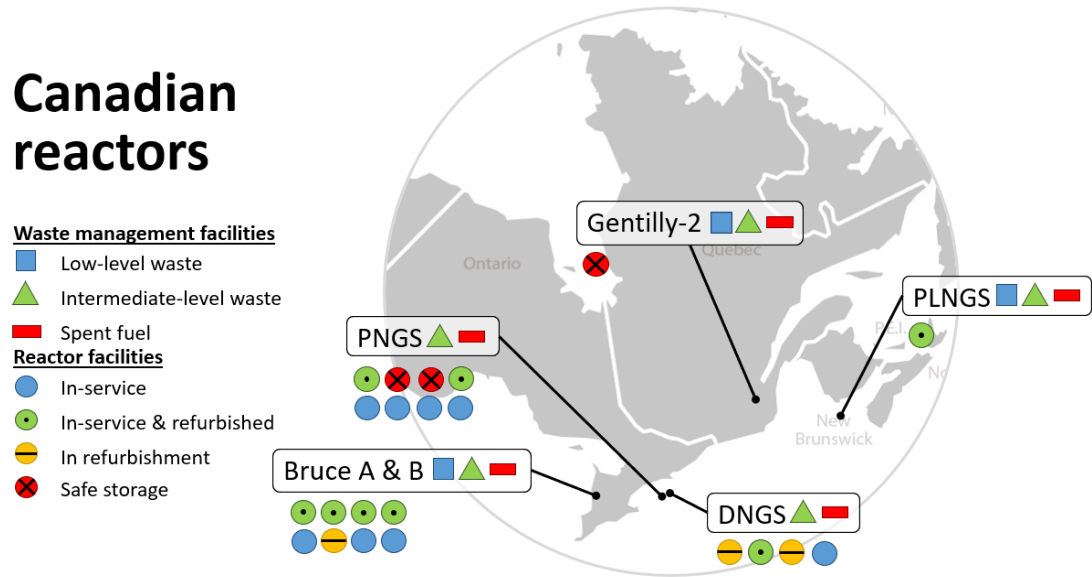 Canadian
reactors
Waste management facilities
Low-level waste
Intermediate-level waste
Spent fuel
Reactor facilities
In-service
In-service & refurbished
In refurbishment
Safe storage
Gentilly-2
Quebec
Ontario
PLNGS
P.E.I.
PNGS
No
New
Brunswick
Bruce A & B
DNGS